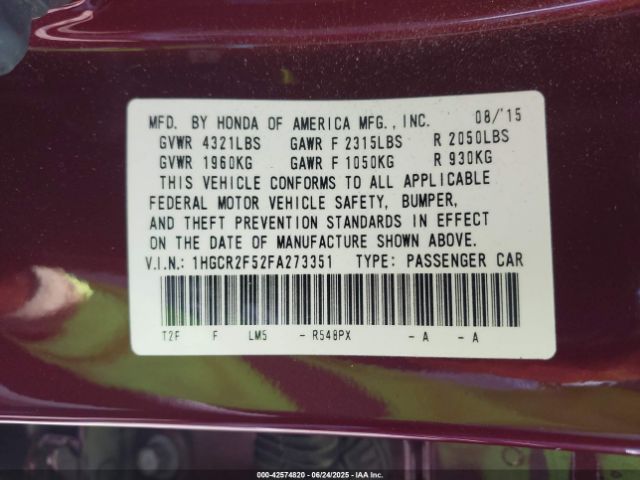 MFD. BY HONDA OF AMERICA MFG., INC. 08/'15
GVWR 4321LBS GAWR F 2315LBS R 2050LBS
GVWR 1960KG GAWR F 1050KG R 930KG
THIS VEHICLE CONFORMS TO ALL APPLICABLE
FEDERAL MOTOR VEHICLE SAFETY, BUMPER,
AND THEFT PREVENTION STANDARDS IN EFFECT
ON THE DATE OF MANUFACTURE SHOWN ABOVE.
V.I.N.: 1HGCR2F52FA273351 TYPE: PASSENGER CAR
T2F F LM5 - R548PX - A - A
000-42574820 - 06/24/2025 - IAA Inc.